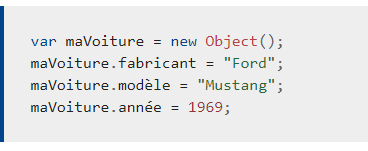 var maVoiture = new Object();
maVoiture.fabricant = "Ford";
maVoiture.modèle = "Mustang";
maVoiture.année = 1969;